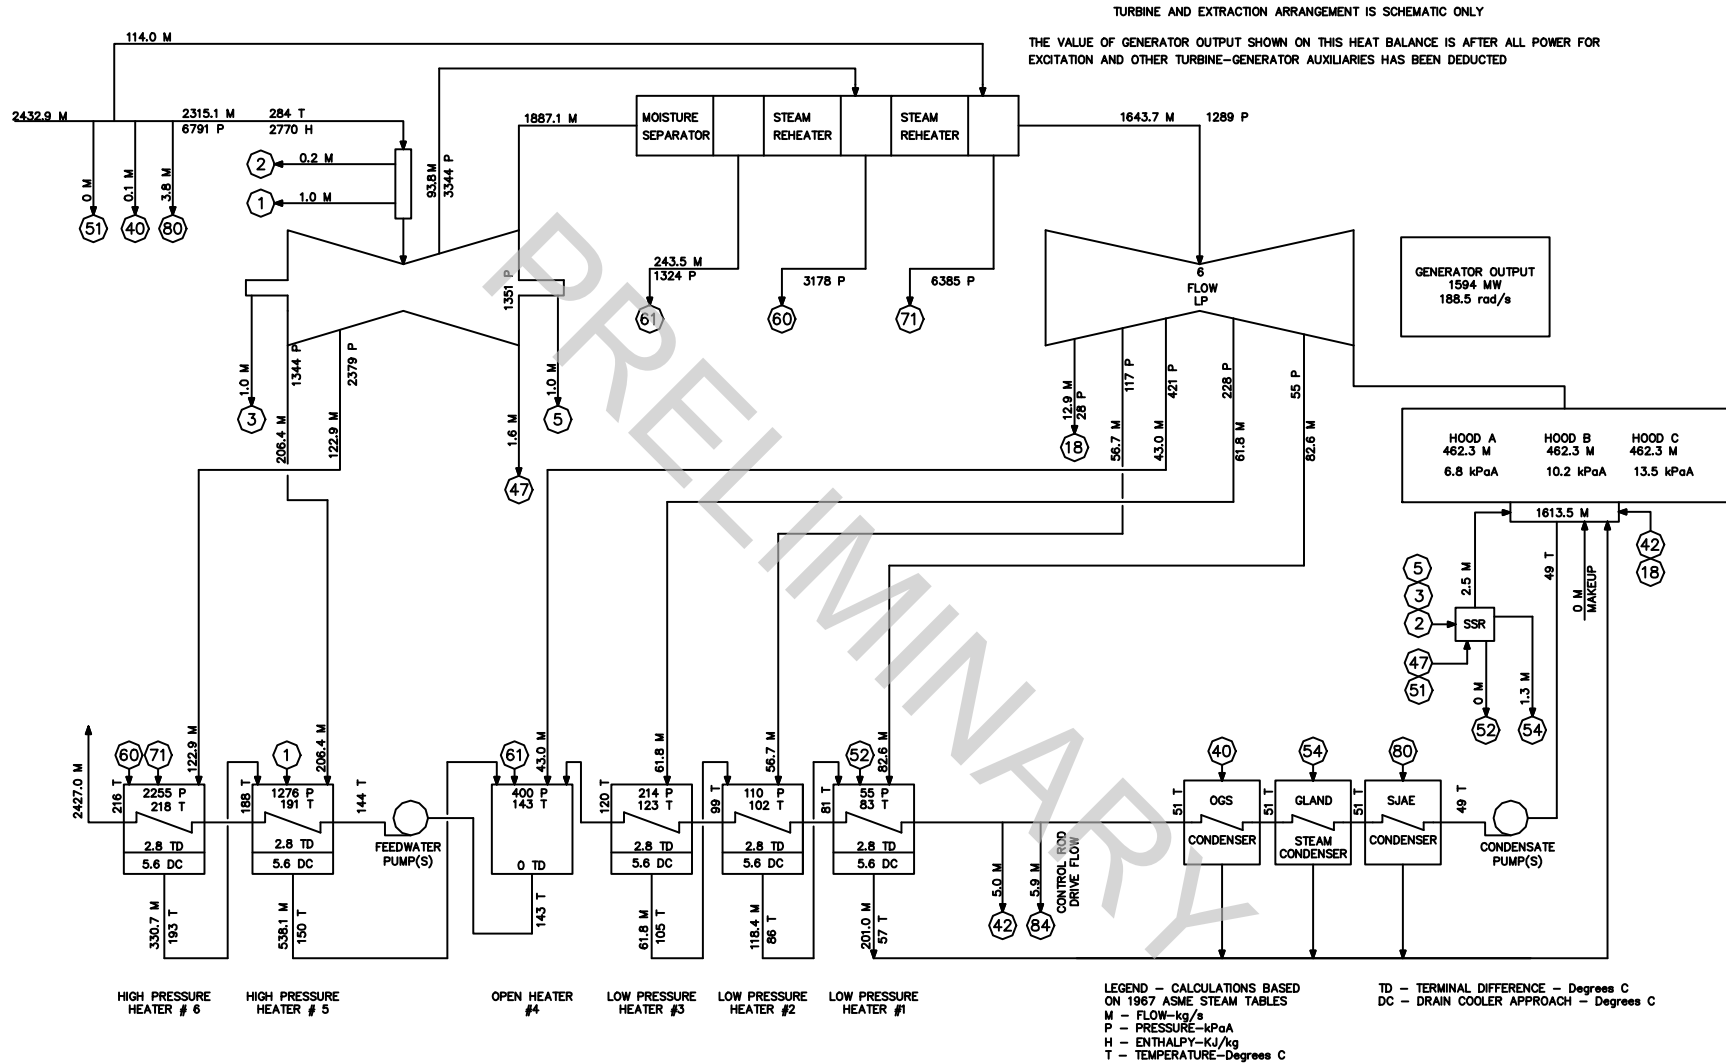 TURBINE AND EXTRACTION ARRANGEMENT IS SCHEMATIC ONLY
THE VALUE OF GENERATOR OUTPUT SHOWN ON THIS HEAT BALANCE IS AFTER ALL POWER FOR
EXCITATION AND OTHER TURBINE-GENERATOR AUXILIARIES HAS BEEN DEDUCTED
114.0 M
2432.9 M
2315.1 M
284 T
6791 P
2770 H
0 M
0.1 M
3.8 M
51
40
80
2
0.2 M
1
1.0 M
93.8M
3344 P
1887.1 M
MOISTURE
SEPARATOR
STEAM
REHEATER
STEAM
REHEATER
1643.7 M
1289 P
243.5 M
1324 P
3178 P
6385 P
61
60
71
1351 P
1344 P
2379 P
1.0 M
3
206.4 M
122.9 M
1.0 M
5
1.6 M
47
6
FLOW
LP
GENERATOR OUTPUT
1594 MW
188.5 rad/s
12.9 M
28 P
18
117 P
56.7 M
421 P
43.0 M
228 P
61.8 M
55 P
82.6 M
HOOD A
462.3 M
6.8 kPaA
HOOD B
462.3 M
10.2 kPaA
HOOD C
462.3 M
13.5 kPaA
1613.5 M
42
18
49 T
0 M
MAKEUP
2.5 M
5
3
2
47
51
SSR
0 M
52
1.3 M
54
PRELIMINARY
2427.0 M
216 T
60
71
122.9 M
2255 P
218 T
2.8 TD
5.6 DC
330.7 M
193 T
188 T
1
206.4 M
1276 P
191 T
2.8 TD
5.6 DC
538.1 M
150 T
144 T
FEEDWATER
PUMP(S)
61
43.0 M
400 P
143 T
0 TD
143 T
120 T
61.8 M
214 P
123 T
2.8 TD
5.6 DC
61.8 M
105 T
99 T
56.7 M
110 P
102 T
2.8 TD
5.6 DC
118.4 M
86 T
81 T
52
82.6 M
55 P
83 T
2.8 TD
5.6 DC
201.0 M
57 T
5.0 M
42
5.9 M
84
CONTROL ROD
DRIVE FLOW
51 T
40
OGS
CONDENSER
51 T
54
GLAND
STEAM
CONDENSER
51 T
80
SJAE
CONDENSER
49 T
CONDENSATE
PUMP(S)
HIGH PRESSURE
HEATER # 6
HIGH PRESSURE
HEATER # 5
OPEN HEATER
#4
LOW PRESSURE
HEATER #3
LOW PRESSURE
HEATER #2
LOW PRESSURE
HEATER #1
LEGEND - CALCULATIONS BASED
ON 1967 ASME STEAM TABLES
M - FLOW-kg/s
P - PRESSURE-kPaA
H - ENTHALPY-KJ/kg
T - TEMPERATURE-Degrees C
TD - TERMINAL DIFFERENCE - Degrees C
DC - DRAIN COOLER APPROACH - Degrees C